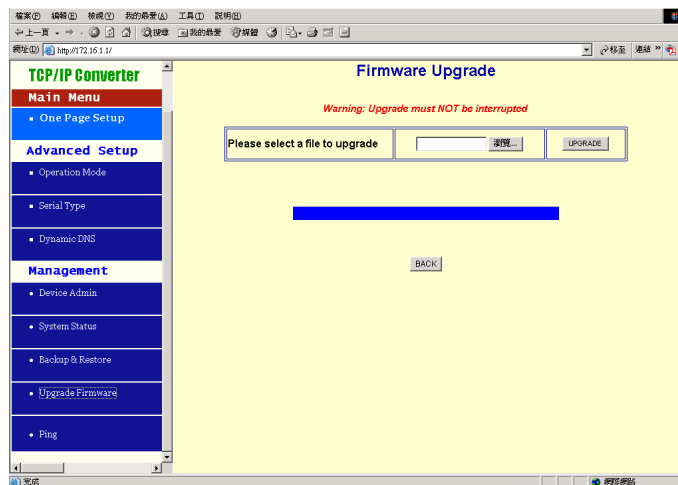 檔案(F) 編輯(E) 檢視(V) 我的最愛(A) 工具(T) 說明(H)
上一頁 搜尋 我的最愛 媒體
網址(D) http://172.16.1.1/ 移至 連結 »
TCP/IP Converter
Main Menu
One Page Setup
Advanced Setup
Operation Mode
Serial Type
Dynamic DNS
Management
Device Admin
System Status
Backup & Restore
Upgrade Firmware
Ping
Firmware Upgrade
Warning: Upgrade must NOT be interrupted
Please select a file to upgrade 瀏覽... UPGRADE
BACK
完成 網際網路